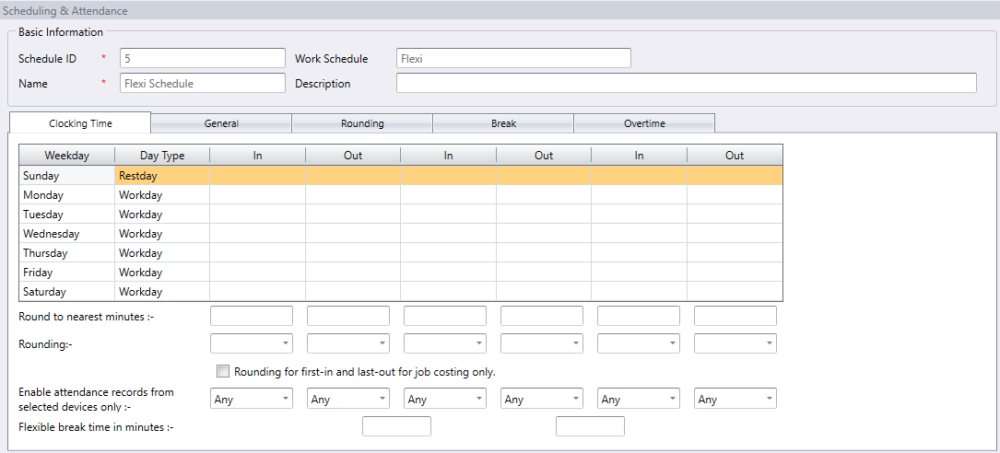 Scheduling & Attendance
Basic Information
Schedule ID * 5 Work Schedule Flexi
Name * Flexi Schedule Description
Clocking Time General Rounding Break Overtime
Weekday Day Type In Out In Out In Out
Sunday Restday
Monday Workday
Tuesday Workday
Wednesday Workday
Thursday Workday
Friday Workday
Saturday Workday
Round to nearest minutes :-
Rounding:-
Rounding for first-in and last-out for job costing only.
Enable attendance records from
selected devices only :- Any Any Any Any Any Any
Flexible break time in minutes :-